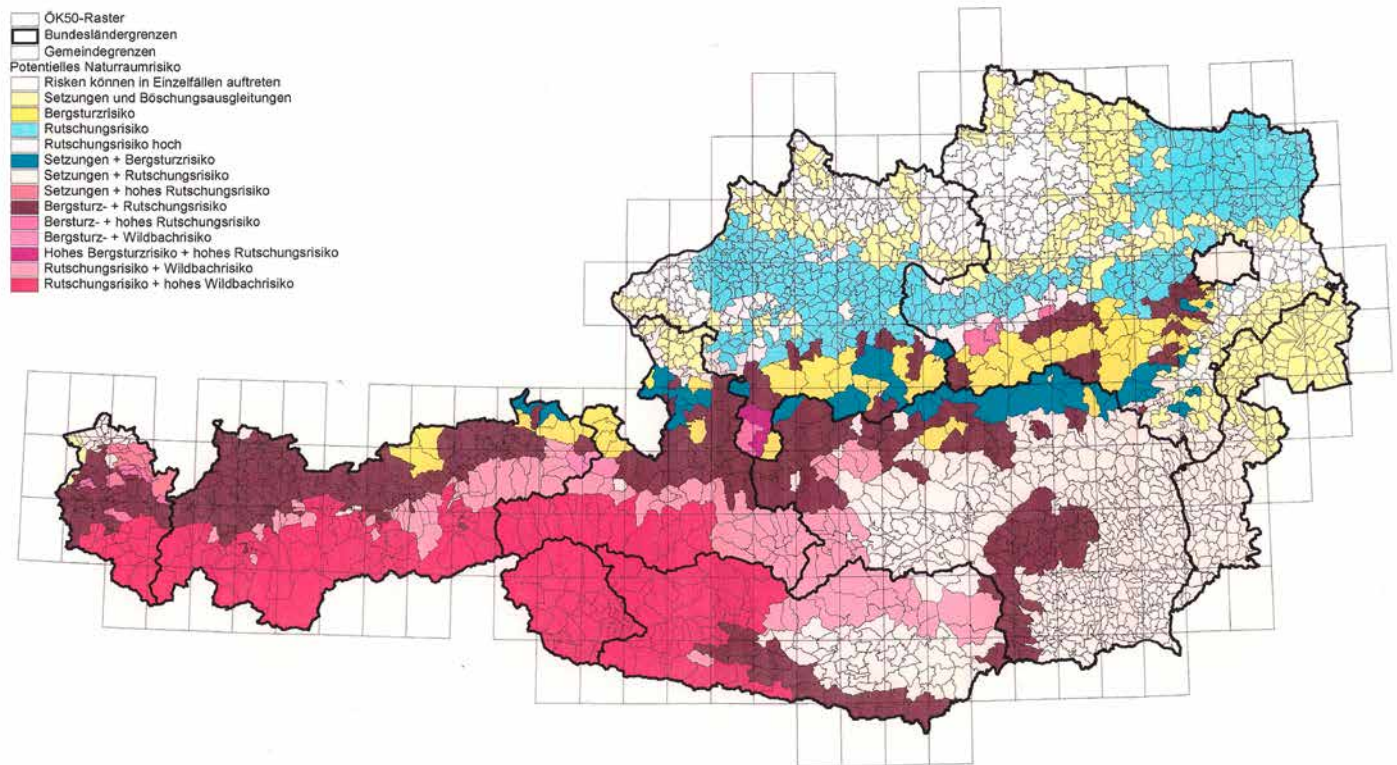 ÖK50-Raster
Bundesländergrenzen
Gemeindegrenzen
Potentielles Naturraumrisiko
Risken können in Einzelfällen auftreten
Setzungen und Böschungsausgleitungen
Bergsturzrisiko
Rutschungsrisiko
Rutschungsrisiko hoch
Setzungen + Bergsturzrisiko
Setzungen + Rutschungsrisiko
Setzungen + hohes Rutschungsrisiko
Bergsturz- + Rutschungsrisiko
Bersturz- + hohes Rutschungsrisiko
Bergsturz- + Wildbachrisiko
Hohes Bergsturzrisiko + hohes Rutschungsrisiko
Rutschungsrisiko + Wildbachrisiko
Rutschungsrisiko + hohes Wildbachrisiko